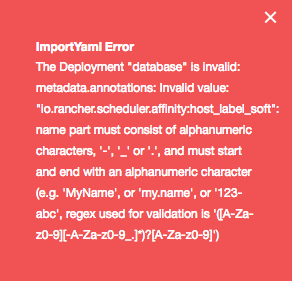 ImportYaml Error
The Deployment "database" is invalid:
metadata.annotations: Invalid value:
"io.rancher.scheduler.affinity:host_label_soft":
name part must consist of alphanumeric
characters, '-', '_' or '.', and must start
and end with an alphanumeric character
(e.g. 'MyName', or 'my.name', or '123-
abc', regex used for validation is '([A-Za-
z0-9][-A-Za-z0-9_.]*)?[A-Za-z0-9]')